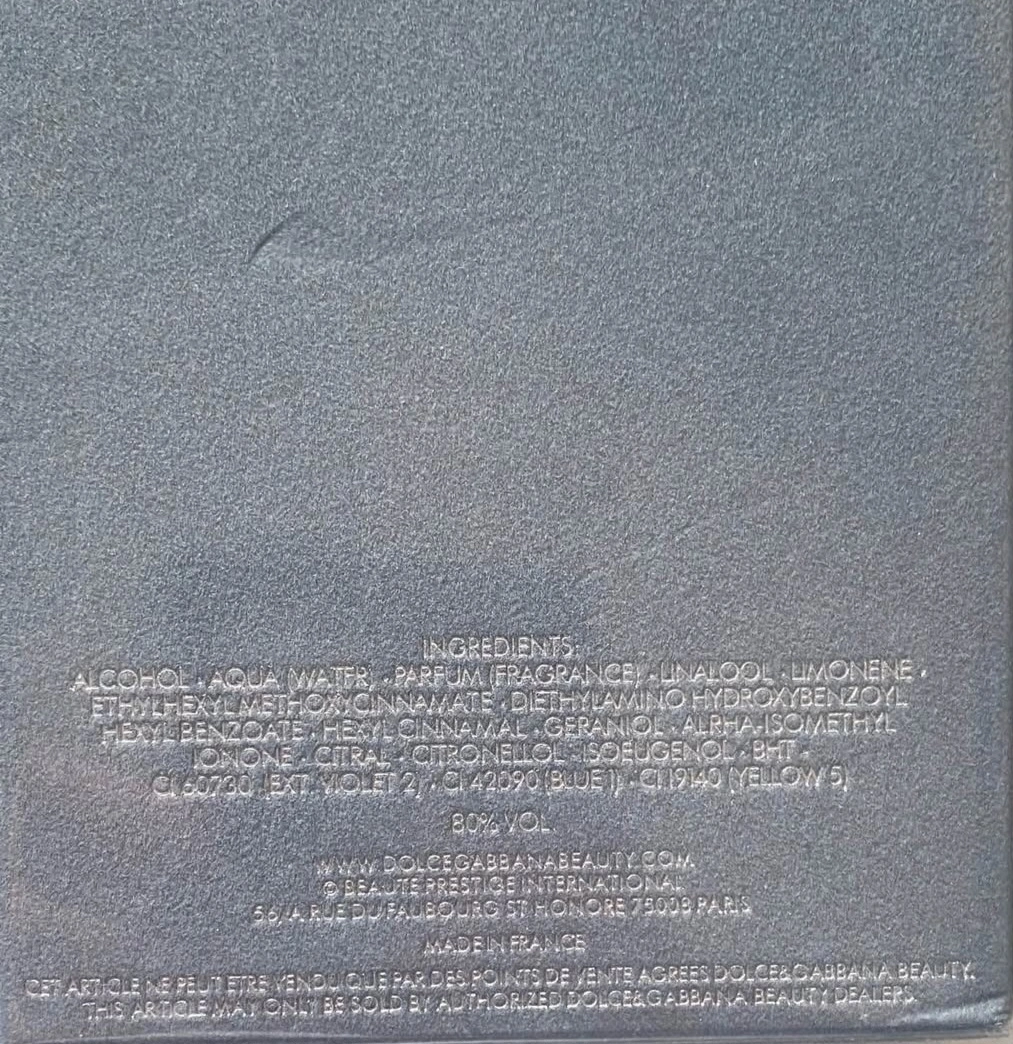 INGREDIENTS:
ALCOHOL · AQUA (WATER) · PARFUM (FRAGRANCE) · LINALOOL · LIMONENE ·
ETHYLHEXYL METHOXYCINNAMATE · DIETHYLAMINO HYDROXYBENZOYL
HEXYL BENZOATE · HEXYL CINNAMAL · GERANIOL · ALPHA-ISOMETHYL
IONONE · CITRAL · CITRONELLOL · ISOEUGENOL · BHT ·
CI 60730 (EXT. VIOLET 2) · CI 42090 (BLUE 1) · CI 19140 (YELLOW 5)
80% VOL.
WWW.DOLCEGABBANABEAUTY.COM
© BEAUTE PRESTIGE INTERNATIONAL
56/A RUE DU FAUBOURG ST HONORE 75008 PARIS
MADE IN FRANCE
CET ARTICLE NE PEUT ETRE VENDU QUE PAR DES POINTS DE VENTE AGREES DOLCE&GABBANA BEAUTY.
THIS ARTICLE MAY ONLY BE SOLD BY AUTHORIZED DOLCE&GABBANA BEAUTY DEALERS.